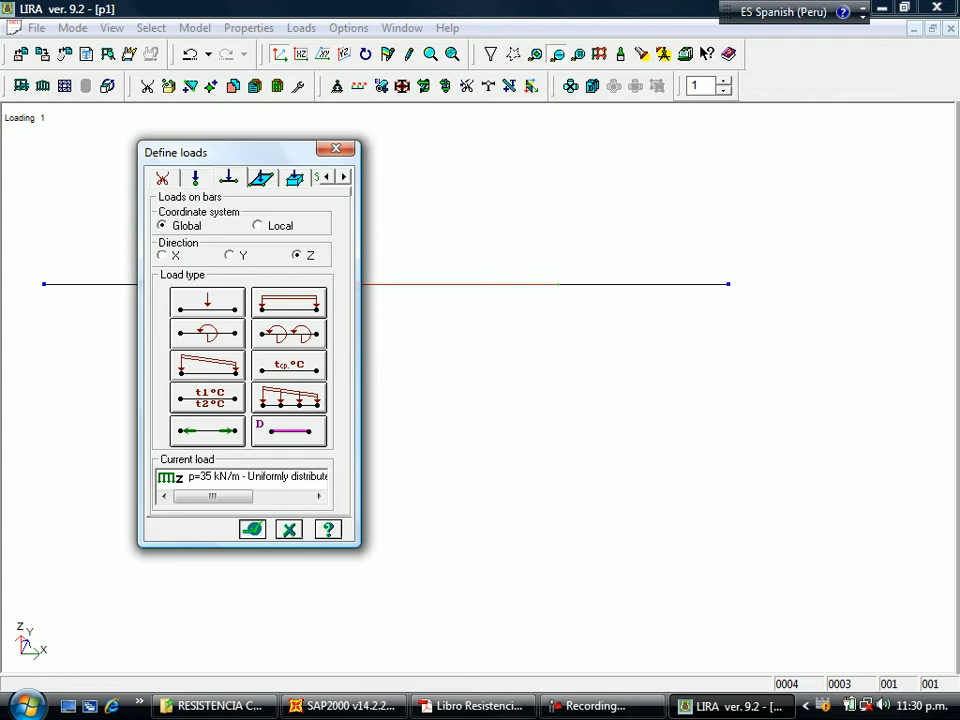 LIRA ver. 9.2 - [p1]
ES Spanish (Peru)
File Mode View Select Model Properties Loads Options Window Help
1
Loading 1
Define loads
Loads on bars
Coordinate system
Global Local
Direction
X Y Z
Load type
t1°C
t2°C
D
Current load
z p=35 kN/m - Uniformly distribute
Z
Y
X
0004 0003 001 001
RESISTENCIA C... SAP2000 v14.2.2... Libro Resistenci... Recording... LIRA ver. 9.2 - [... 11:30 p.m.